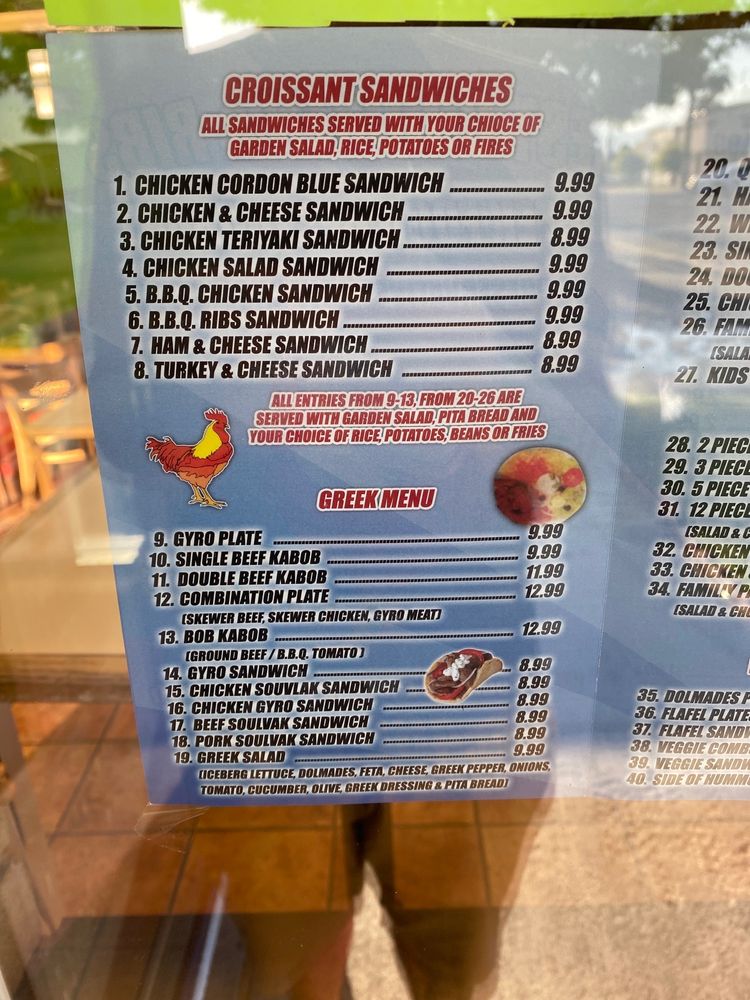 CROISSANT SANDWICHES
ALL SANDWICHES SERVED WITH YOUR CHIOCE OF
GARDEN SALAD, RICE, POTATOES OR FIRES
1. CHICKEN CORDON BLUE SANDWICH 9.99
2. CHICKEN & CHEESE SANDWICH 9.99
3. CHICKEN TERIYAKI SANDWICH 8.99
4. CHICKEN SALAD SANDWICH 9.99
5. B.B.Q. CHICKEN SANDWICH 9.99
6. B.B.Q. RIBS SANDWICH 9.99
7. HAM & CHEESE SANDWICH 8.99
8. TURKEY & CHEESE SANDWICH 8.99
ALL ENTRIES FROM 9-13, FROM 20-26 ARE
SERVED WITH GARDEN SALAD, PITA BREAD AND
YOUR CHOICE OF RICE, POTATOES, BEANS OR FRIES
GREEK MENU
9. GYRO PLATE 9.99
10. SINGLE BEEF KABOB 9.99
11. DOUBLE BEEF KABOB 11.99
12. COMBINATION PLATE 12.99
(SKEWER BEEF, SKEWER CHICKEN, GYRO MEAT)
13. BOB KABOB 12.99
(GROUND BEEF / B.B.Q. TOMATO )
14. GYRO SANDWICH 8.99
15. CHICKEN SOUVLAK SANDWICH 8.99
16. CHICKEN GYRO SANDWICH 8.99
17. BEEF SOULVAK SANDWICH 8.99
18. PORK SOULVAK SANDWICH 8.99
19. GREEK SALAD 9.99
(ICEBERG LETTUCE, DOLMADES, FETA, CHEESE, GREEK PEPPER, ONIONS,
TOMATO, CUCUMBER, OLIVE, GREEK DRESSING & PITA BREAD)
20.
21.
22.
23.
24.
25.
26.
27. KIDS
28. 2 PIECE
29. 3 PIECE
30. 5 PIECE
31. 12 PIECE
(SALAD &
32. CHICKEN
33. CHICKEN
34. FAMILIY
(SALAD &
35. DOLMADES
36. FLAFEL PLATE
37. FLAFEL
38. VEGGIE
39. VEGGIE
40. SIDE OF